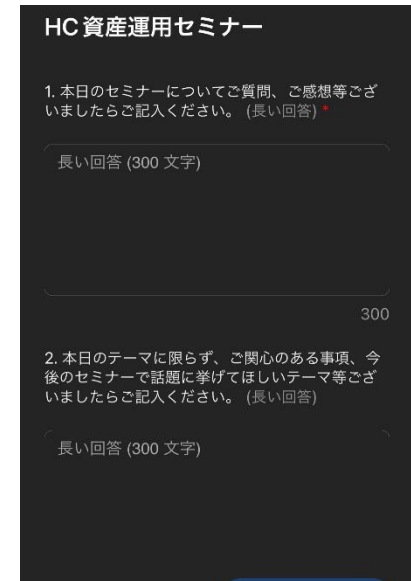 HC資産運用セミナー
1. 本日のセミナーについてご質問、ご感想等ござ
いましたらご記入ください。 (長い回答) *
長い回答 (300 文字)
300
2. 本日のテーマに限らず、ご関心のある事項、今
後のセミナーで話題に挙げてほしいテーマ等ござ
いましたらご記入ください。 (長い回答)
長い回答 (300 文字)